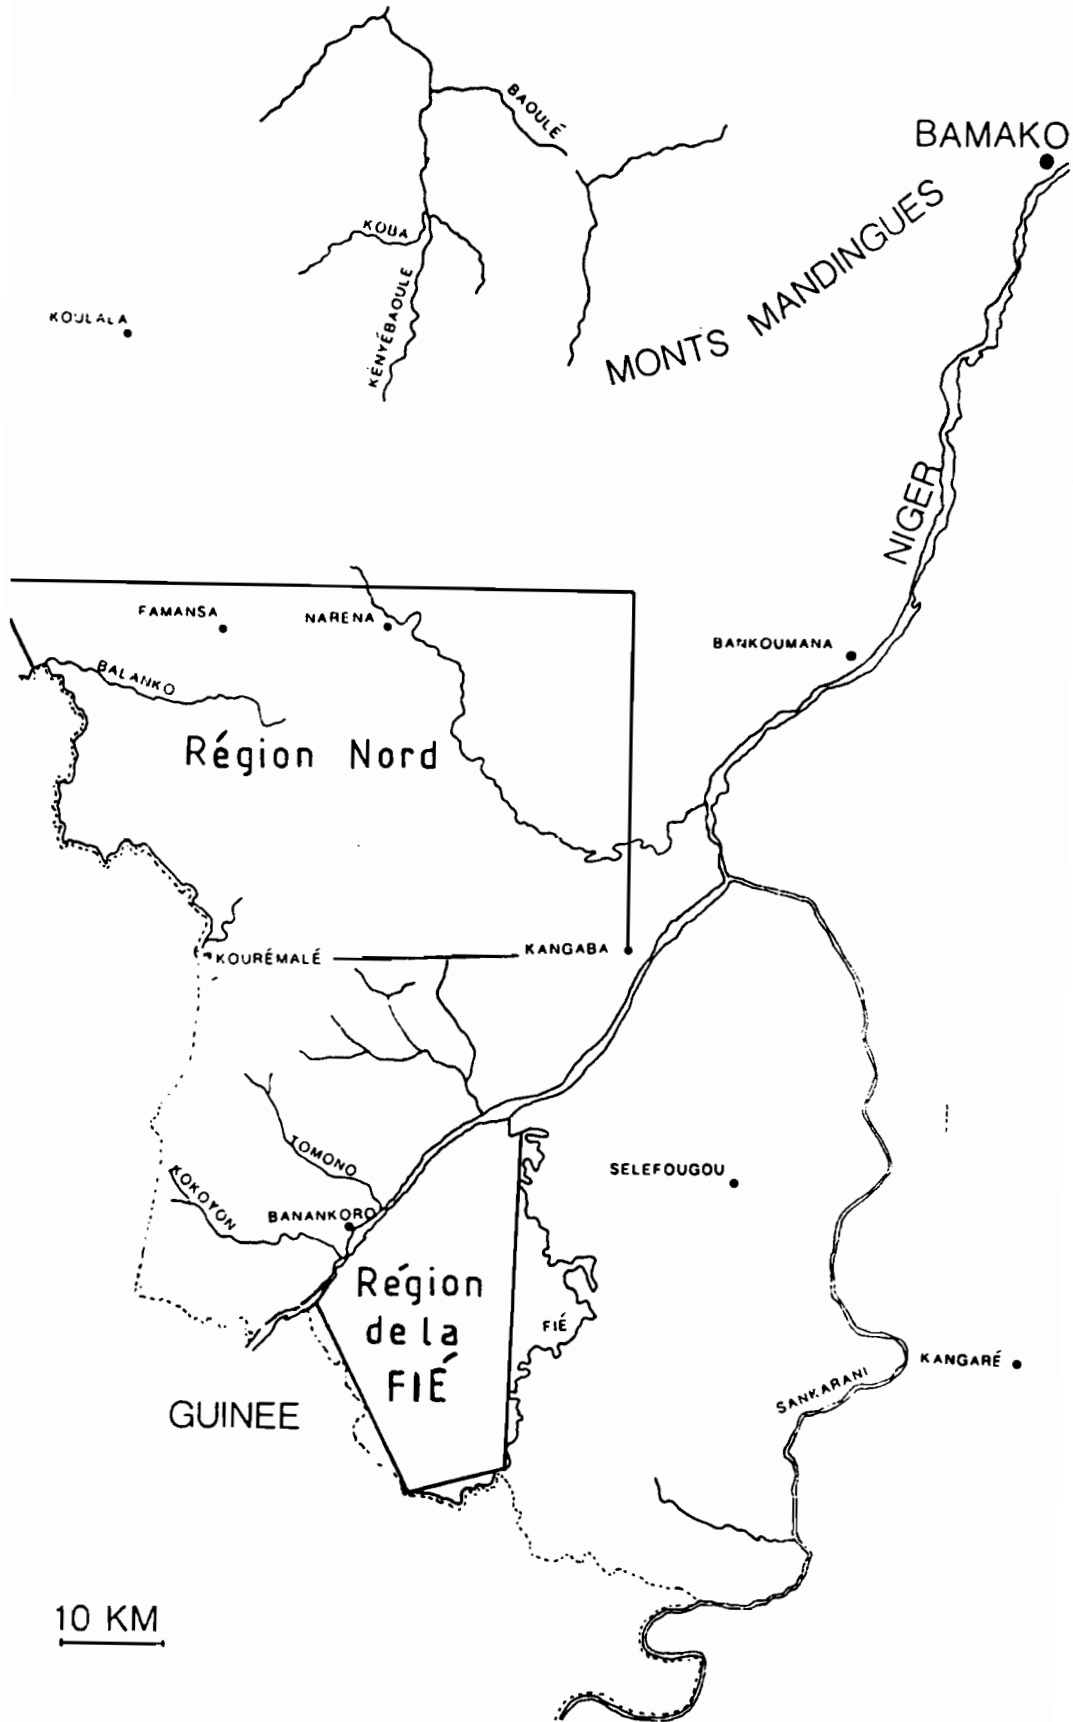 BAOULÉ
BAMAKO
KOBA
KÉNYÉBAOULÉ
MONTS MANDINGUES
KOULALA
NIGER
FAMANSA
NARENA
BANKOUMANA
BALANKO
Région Nord
KOURÉMALÉ
KANGABA
TOMONO
KOKOYON
SELEFOUGOU
BANANKORO
Région
de la
FIÉ
FIÉ
KANGARÉ
SANKARANI
GUINEE
10 KM